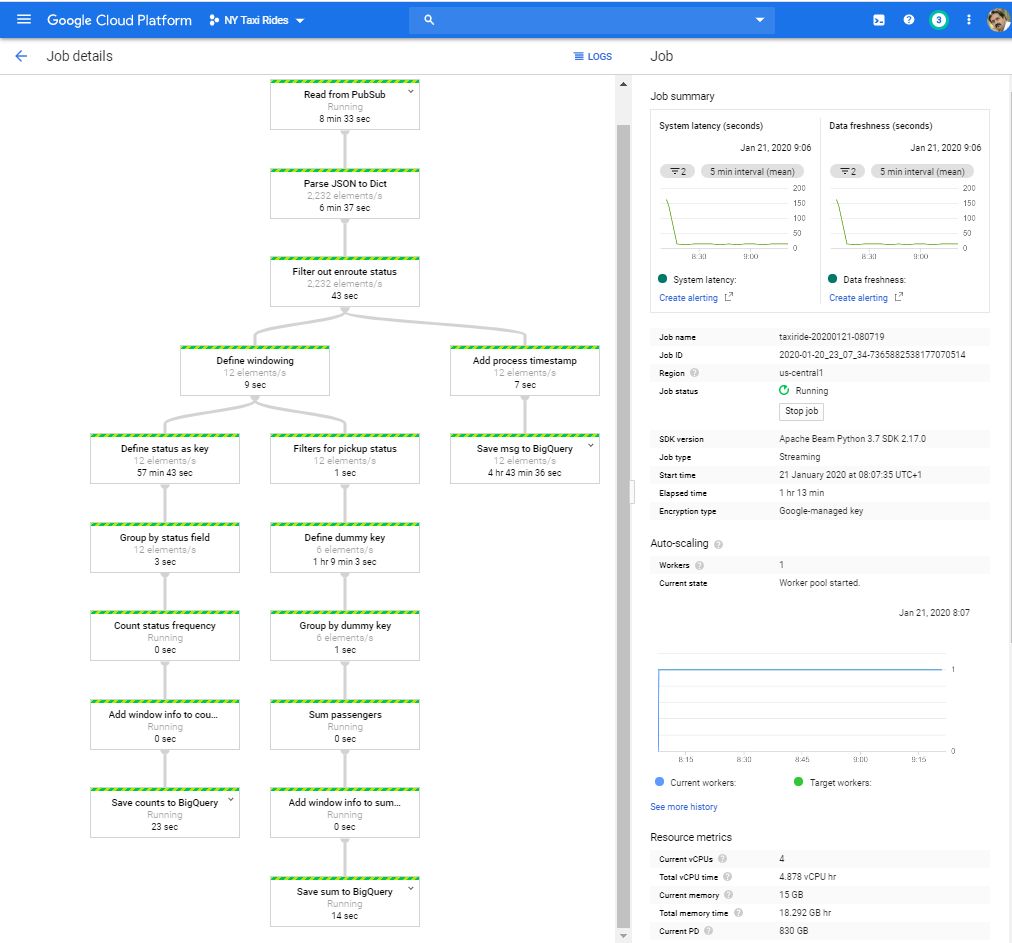 Google Cloud Platform
NY Taxi Rides
3
Job details
LOGS
Job
Read from PubSub
Running
8 min 33 sec
Parse JSON to Dict
2,232 elements/s
6 min 37 sec
Filter out enroute status
2,232 elements/s
43 sec
Define windowing
12 elements/s
9 sec
Add process timestamp
12 elements/s
7 sec
Define status as key
12 elements/s
57 min 43 sec
Filters for pickup status
12 elements/s
1 sec
Save msg to BigQuery
12 elements/s
4 hr 43 min 36 sec
Group by status field
12 elements/s
3 sec
Define dummy key
6 elements/s
1 hr 9 min 3 sec
Count status frequency
Running
0 sec
Group by dummy key
6 elements/s
1 sec
Add window info to cou...
Running
0 sec
Sum passengers
Running
0 sec
Save counts to BigQuery
Running
23 sec
Add window info to sum...
Running
0 sec
Save sum to BigQuery
Running
14 sec
Job summary
System latency (seconds)
Jan 21, 2020 9:06
2
5 min interval (mean)
200
150
100
50
0
8:30 9:00
System latency:
Create alerting
Data freshness (seconds)
Jan 21, 2020 9:06
2
5 min interval (mean)
200
150
100
50
0
8:30 9:00
Data freshness:
Create alerting
Job name taxiride-20200121-080719
Job ID 2020-01-20_23_07_34-7365882538177070514
Region us-central1
Job status Running
Stop job
SDK version Apache Beam Python 3.7 SDK 2.17.0
Job type Streaming
Start time 21 January 2020 at 08:07:35 UTC+1
Elapsed time 1 hr 13 min
Encryption type Google-managed key
Auto-scaling
Workers 1
Current state Worker pool started.
Jan 21, 2020 8:07
1
0
8:15 8:30 8:45 9:00 9:15
Current workers: Target workers:
See more history
Resource metrics
Current vCPUs 4
Total vCPU time 4.878 vCPU hr
Current memory 15 GB
Total memory time 18.292 GB hr
Current PD 830 GB